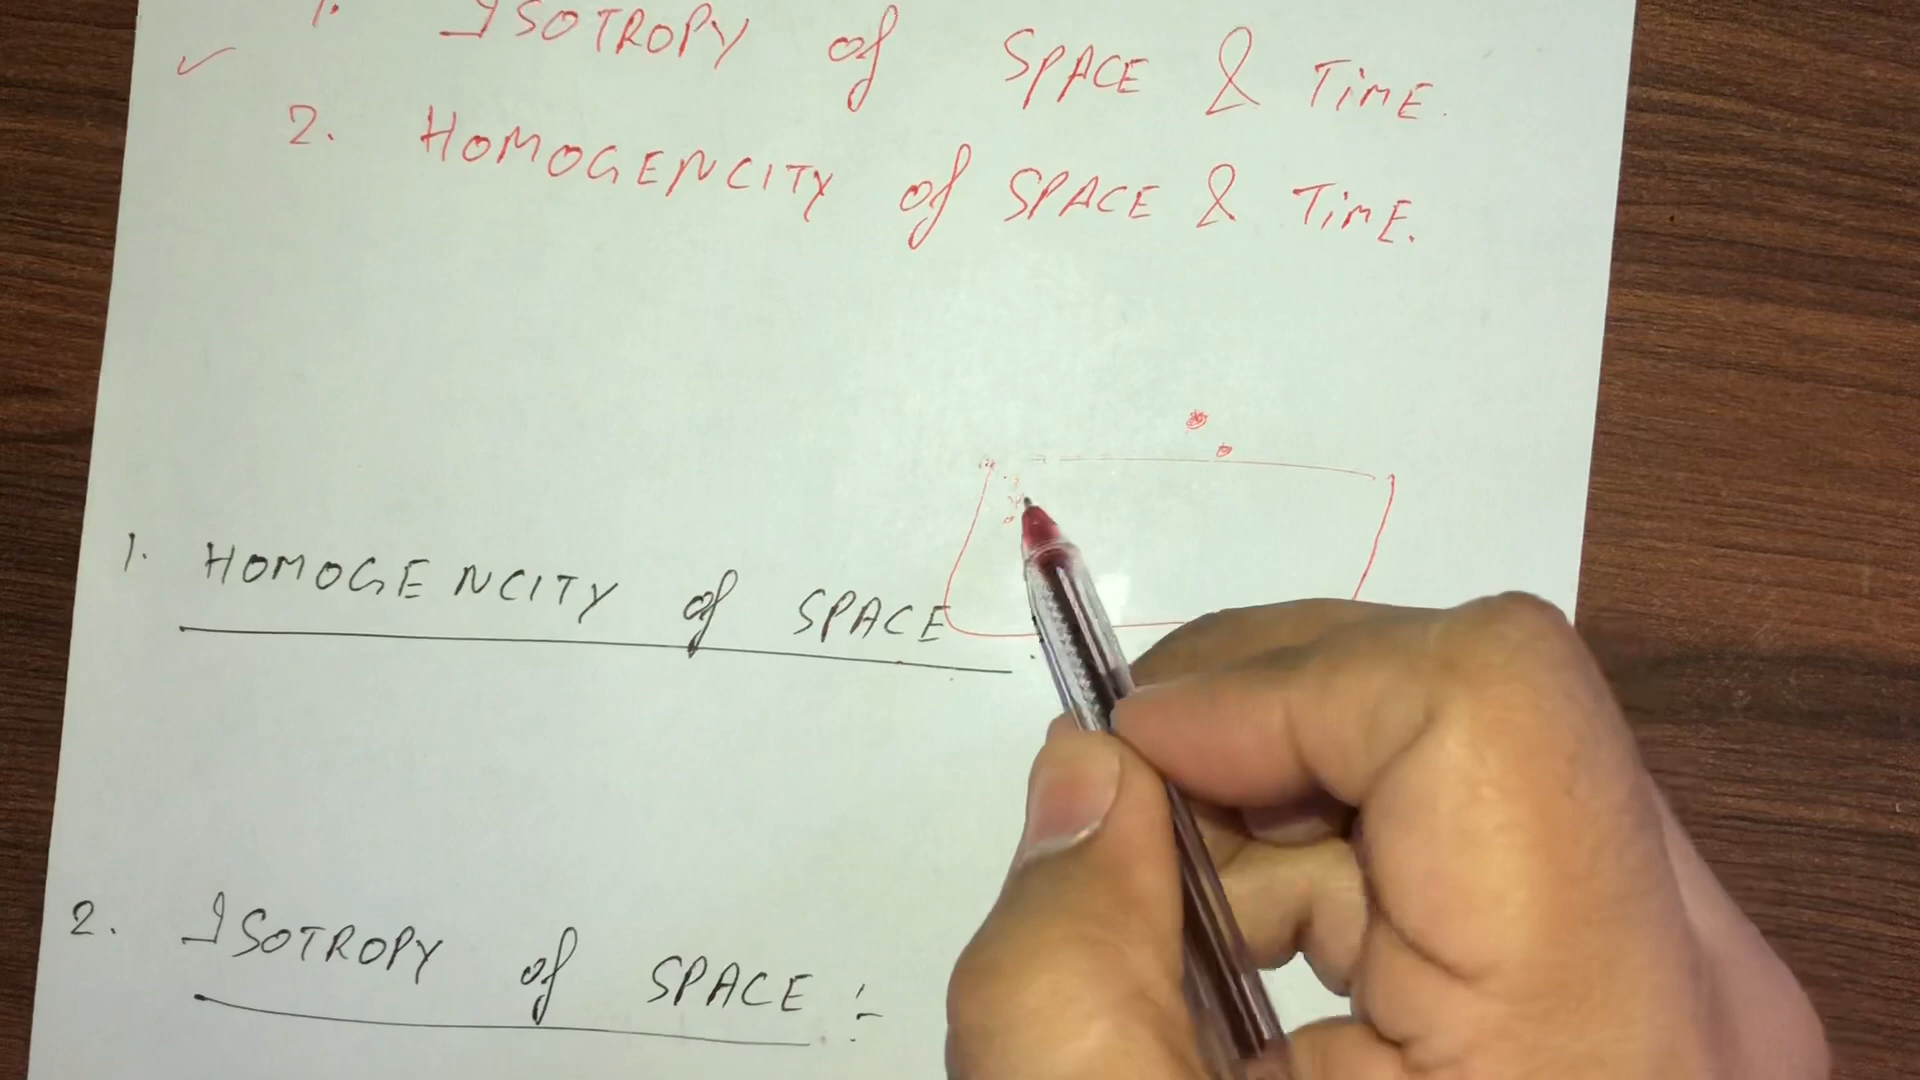 1. ISOTROPY of SPACE & TIME.
2. HOMOGENCITY of SPACE & TIME.
1. HOMOGENCITY of SPACE
2. ISOTROPY of SPACE :-